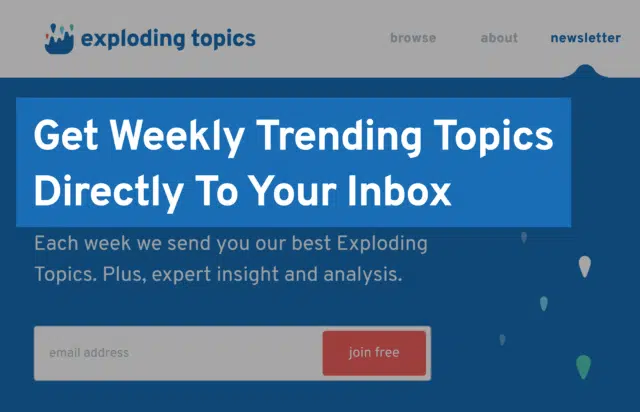 exploding topics
browse
about
newsletter
Get Weekly Trending Topics
Directly To Your Inbox
Each week we send you our best Exploding
Topics. Plus, expert insight and analysis.
email address
join free